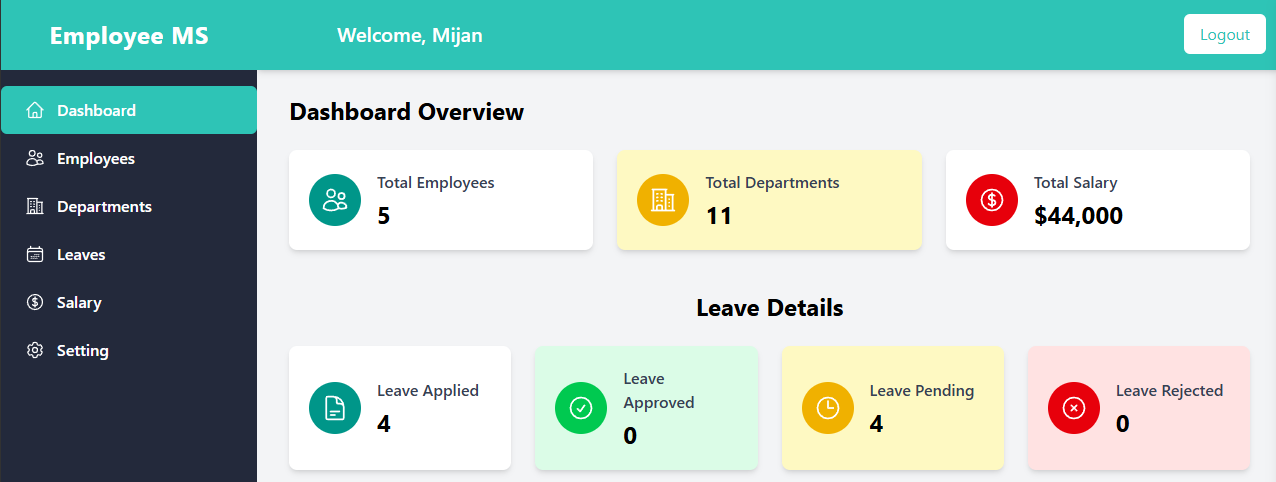 Employee MS
Welcome, Mijan
Logout
Dashboard
Employees
Departments
Leaves
Salary
Setting
Dashboard Overview
Total Employees
5
Total Departments
11
Total Salary
$44,000
Leave Details
Leave Applied
4
Leave
Approved
0
Leave Pending
4
Leave Rejected
0